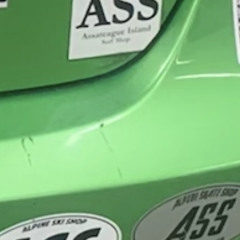 ASS
Assateague Island
Surf Shop
ALPINE SKI SHOP
ALPINE SKATE SHOP
ASS